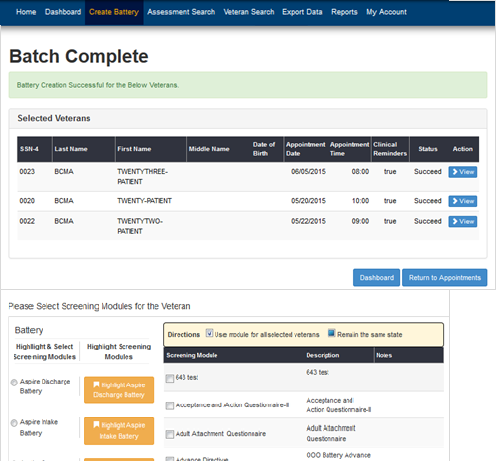 Home Dashboard Create Battery Assessment Search Veteran Search Export Data Reports My Account
Batch Complete
Battery Creation Successful for the Below Veterans.
Selected Veterans
SSN-4 Last Name First Name Middle Name Date of Birth Appointment Date Appointment Time Clinical Reminders Status Action
0023 BCMA TWENTYTHREE-PATIENT 06/05/2015 08:00 true Succeed View
0020 BCMA TWENTY-PATIENT 05/20/2015 10:00 true Succeed View
0022 BCMA TWENTYTWO-PATIENT 05/22/2015 09:00 true Succeed View
Dashboard Return to Appointments
Please Select Screening Modules for the Veteran
Battery
Highlight & Select Screening Modules
Highlight Screening Modules
Aspire Discharge Battery
Highlight Aspire Discharge Battery
Aspire Intake Battery
Highlight Aspire Intake Battery
Directions Use module for all selected veterans Remain the same state
Screening Module Description Notes
643 test 643 test
Acceptance and Action Questionnaire-II Acceptance and Action Questionnaire-II
Adult Attachment Questionnaire Adult Attachment Questionnaire
Advance Directive OOO Battery Advance